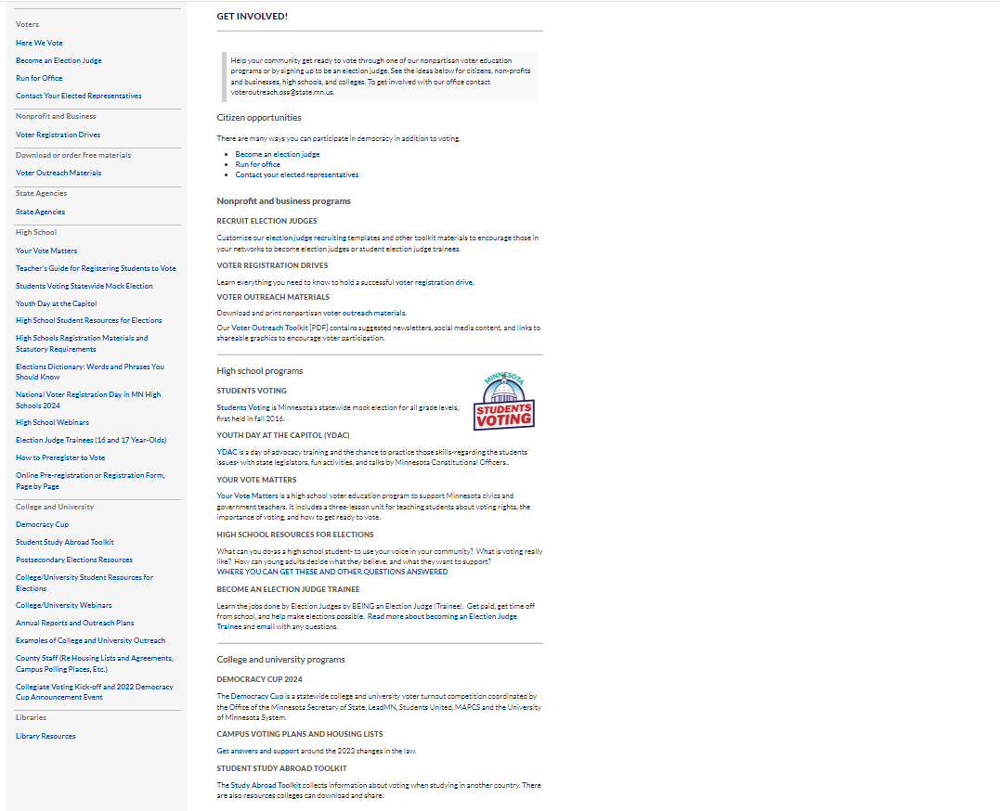 Voters
Here We Vote
Become an Election Judge
Run for Office
Contact Your Elected Representatives
Nonprofit and Business
Voter Registration Drives
Download or order free materials
Voter Outreach Materials
State Agencies
State Agencies
High School
Your Vote Matters
Teacher's Guide for Registering Students to Vote
Students Voting Statewide Mock Election
Youth Day at the Capitol
High School Student Resources for Elections
High Schools Registration Materials and
Statutory Requirements
Elections Dictionary: Words and Phrases You
Should Know
National Voter Registration Day in MN High
Schools 2024
High School Webinars
Election Judge Trainees (16 and 17 Year-Olds)
How to Preregister to Vote
Online Pre-registration or Registration Form,
Page by Page
College and University
Democracy Cup
Student Study Abroad Toolkit
Postsecondary Elections Resources
College/University Student Resources for
Elections
College/University Webinars
Annual Reports and Outreach Plans
Examples of College and University Outreach
County Staff (Re Housing Lists and Agreements,
Campus Polling Places, Etc.)
Collegiate Voting Kick-off and 2022 Democracy
Cup Announcement Event
Libraries
Library Resources
GET INVOLVED!
Help your community get ready to vote through one of our nonpartisan voter education
programs or by signing up to be an election judge. See the ideas below for citizens, non-profits
and businesses, high schools, and colleges. To get involved with our office contact
voteroutreach.oss@state.mn.us.
Citizen opportunities
There are many ways you can participate in democracy in addition to voting.
• Become an election judge
• Run for office
• Contact your elected representatives
Nonprofit and business programs
RECRUIT ELECTION JUDGES
Customize our election judge recruiting templates and other toolkit materials to encourage those in
your networks to become election judges or student election judge trainees.
VOTER REGISTRATION DRIVES
Learn everything you need to know to hold a successful voter registration drive.
VOTER OUTREACH MATERIALS
Download and print nonpartisan voter outreach materials.
Our Voter Outreach Toolkit [PDF] contains suggested newsletters, social media content, and links to
shareable graphics to encourage voter participation.
High school programs
MINNESOTA
STUDENTS
VOTING
STUDENTS VOTING
Students Voting is Minnesota's statewide mock election for all grade levels,
first held in fall 2016.
YOUTH DAY AT THE CAPITOL (YDAC)
YDAC is a day of advocacy training and the chance to practice those skills-regarding the students'
issues- with state legislators, fun activities, and talks by Minnesota Constitutional Officers..
YOUR VOTE MATTERS
Your Vote Matters is a high school voter education program to support Minnesota civics and
government teachers. It includes a three-lesson unit for teaching students about voting rights, the
importance of voting, and how to get ready to vote.
HIGH SCHOOL RESOURCES FOR ELECTIONS
What can you do-as a high school student- to use your voice in your community? What is voting really
like? How can young adults decide what they believe, and what they want to support?
WHERE YOU CAN GET THESE AND OTHER QUESTIONS ANSWERED
BECOME AN ELECTION JUDGE TRAINEE
Learn the jobs done by Election Judges by BEING an Election Judge (Trainee). Get paid, get time off
from school, and help make elections possible. Read more about becoming an Election Judge
Trainee and email with any questions.
College and university programs
DEMOCRACY CUP 2024
The Democracy Cup is a statewide college and university voter turnout competition coordinated by
the Office of the Minnesota Secretary of State, LeadMN, Students United, MAPCS and the University
of Minnesota System.
CAMPUS VOTING PLANS AND HOUSING LISTS
Get answers and support around the 2023 changes in the law.
STUDENT STUDY ABROAD TOOLKIT
The Study Abroad Toolkit collects information about voting when studying in another country. There
are also resources colleges can download and share.